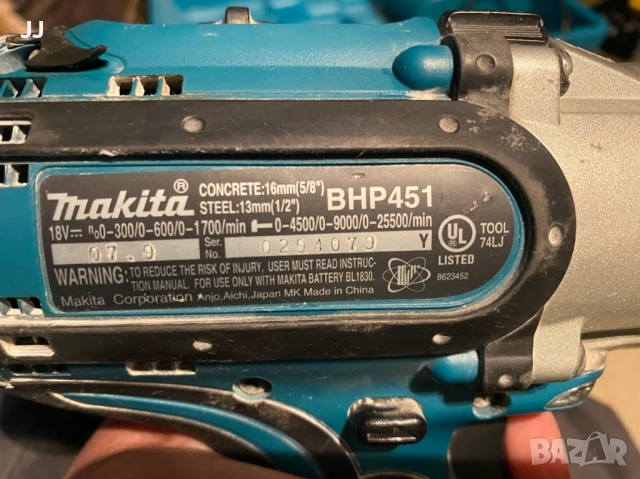 JJ
makita® CONCRETE:16mm(5/8") BHP451
STEEL:13mm(1/2")
18V⎓ n0 0-300/0-600/0-1700/min 0-4500/0-9000/0-25500/min
07.9 Ser. No. 0294079 Y
UL ® TOOL 74LJ
LISTED
8623452
WARNING: · TO REDUCE THE RISK OF INJURY, USER MUST READ INSTRUC-
TION MANUAL. · FOR USE ONLY WITH MAKITA BATTERY BL1830.
Makita Corporation Anjo,Aichi,Japan MK Made in China
BAZAR